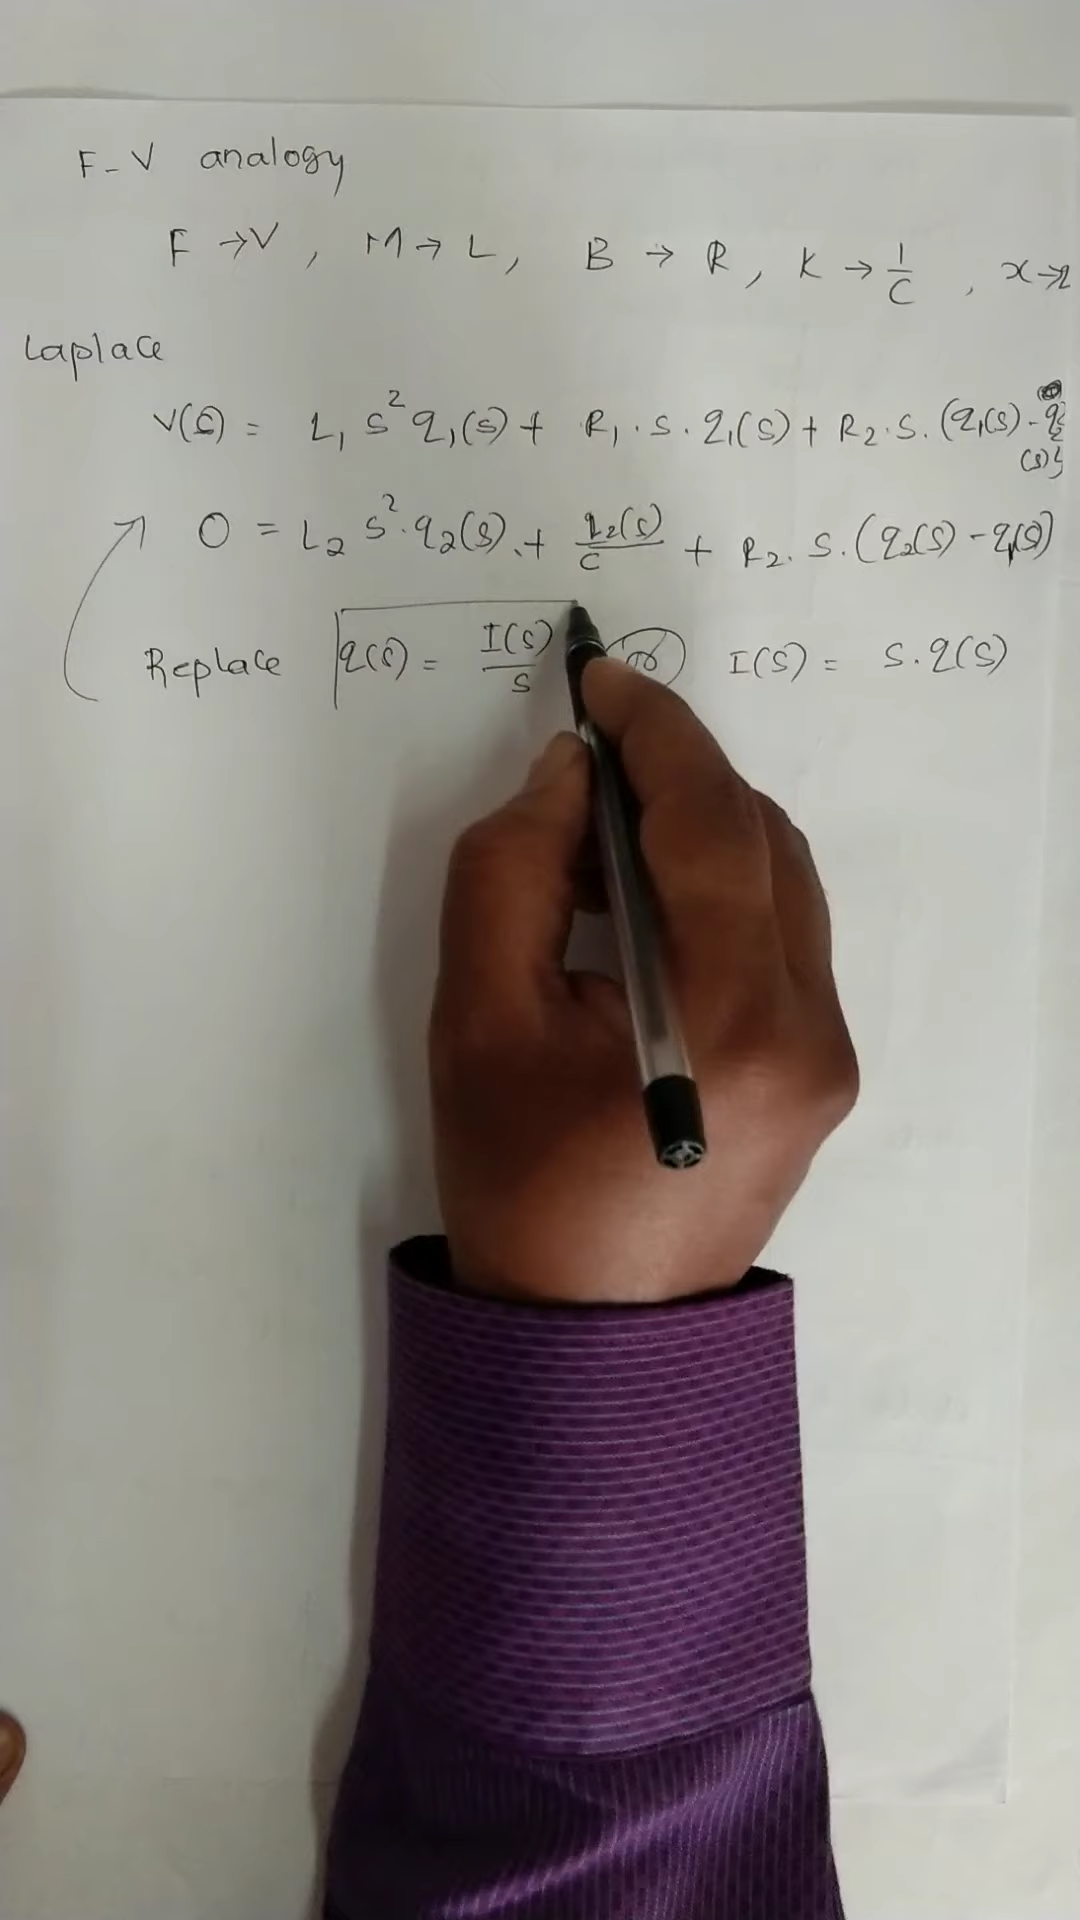 F-V analogy
F → V, M → L, B → R, K → 1/C, x → q
Laplace
V(s) = L₁ s² q₁(s) + R₁ . s . q₁(s) + R₂ . s . (q₁(s) - q₂
(s)}
0 = L₂ s² . q₂(s) + q₂(s)/C + R₂ . s . (q₂(s) - q₁(s))
Replace q(s) = I(s)/s or I(s) = s . q(s)